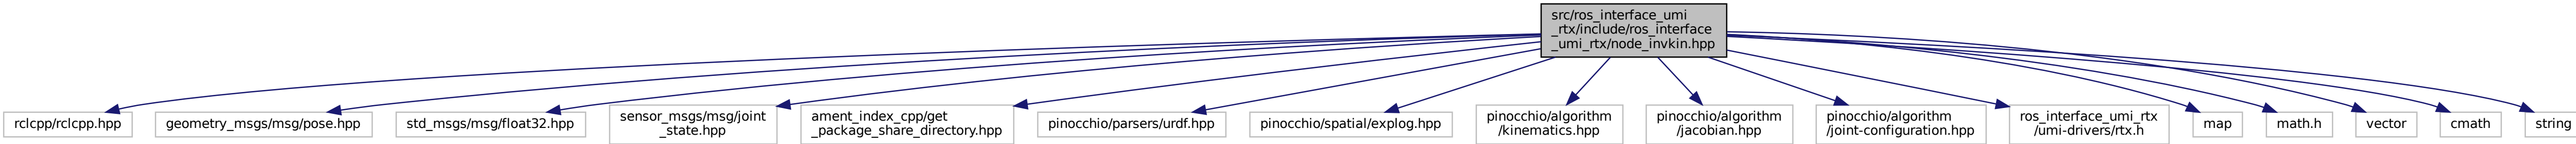 src/ros_interface_umi
_rtx/include/ros_interface
_umi_rtx/node_invkin.hpp
rclcpp/rclcpp.hpp
geometry_msgs/msg/pose.hpp
std_msgs/msg/float32.hpp
sensor_msgs/msg/joint
_state.hpp
ament_index_cpp/get
_package_share_directory.hpp
pinocchio/parsers/urdf.hpp
pinocchio/spatial/explog.hpp
pinocchio/algorithm
/kinematics.hpp
pinocchio/algorithm
/jacobian.hpp
pinocchio/algorithm
/joint-configuration.hpp
ros_interface_umi_rtx
/umi-drivers/rtx.h
map
math.h
vector
cmath
string